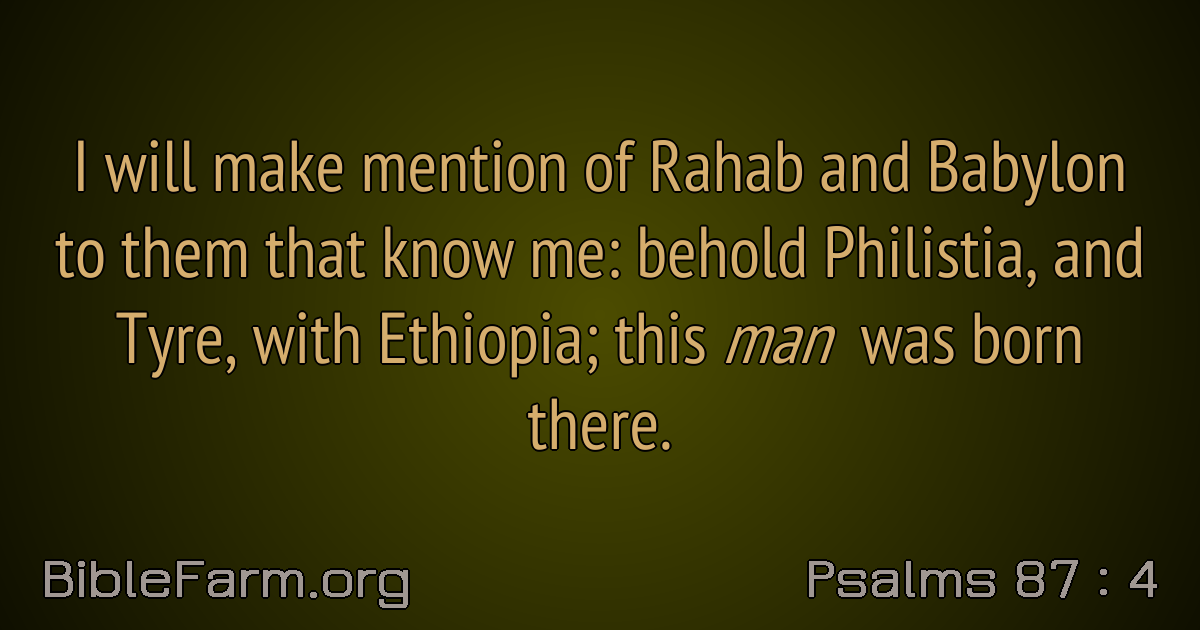 I will make mention of Rahab and Babylon
to them that know me: behold Philistia, and
Tyre, with Ethiopia; this man was born
there.
BibleFarm.org
Psalms 87 : 4